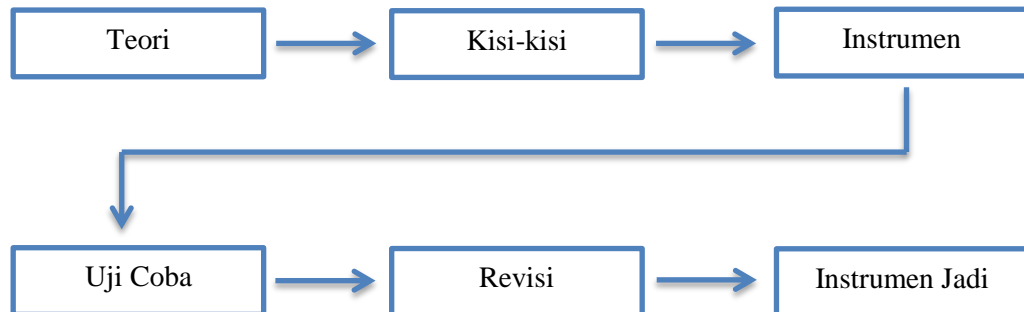 Teori
Kisi-kisi
Instrumen
Uji Coba
Revisi
Instrumen Jadi